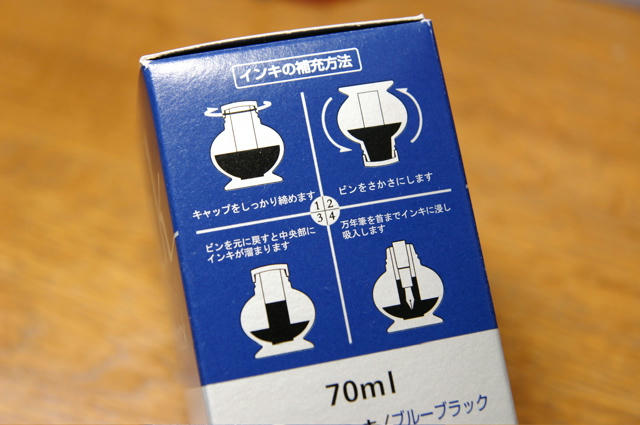 インキの補充方法
キャップをしっかり締めます
ビンをさかさにします
1 2
3 4
ビンを元に戻すと中央部に
インキが溜まります
万年筆を首までインキに浸し
吸入します
70ml
ブルーブラック